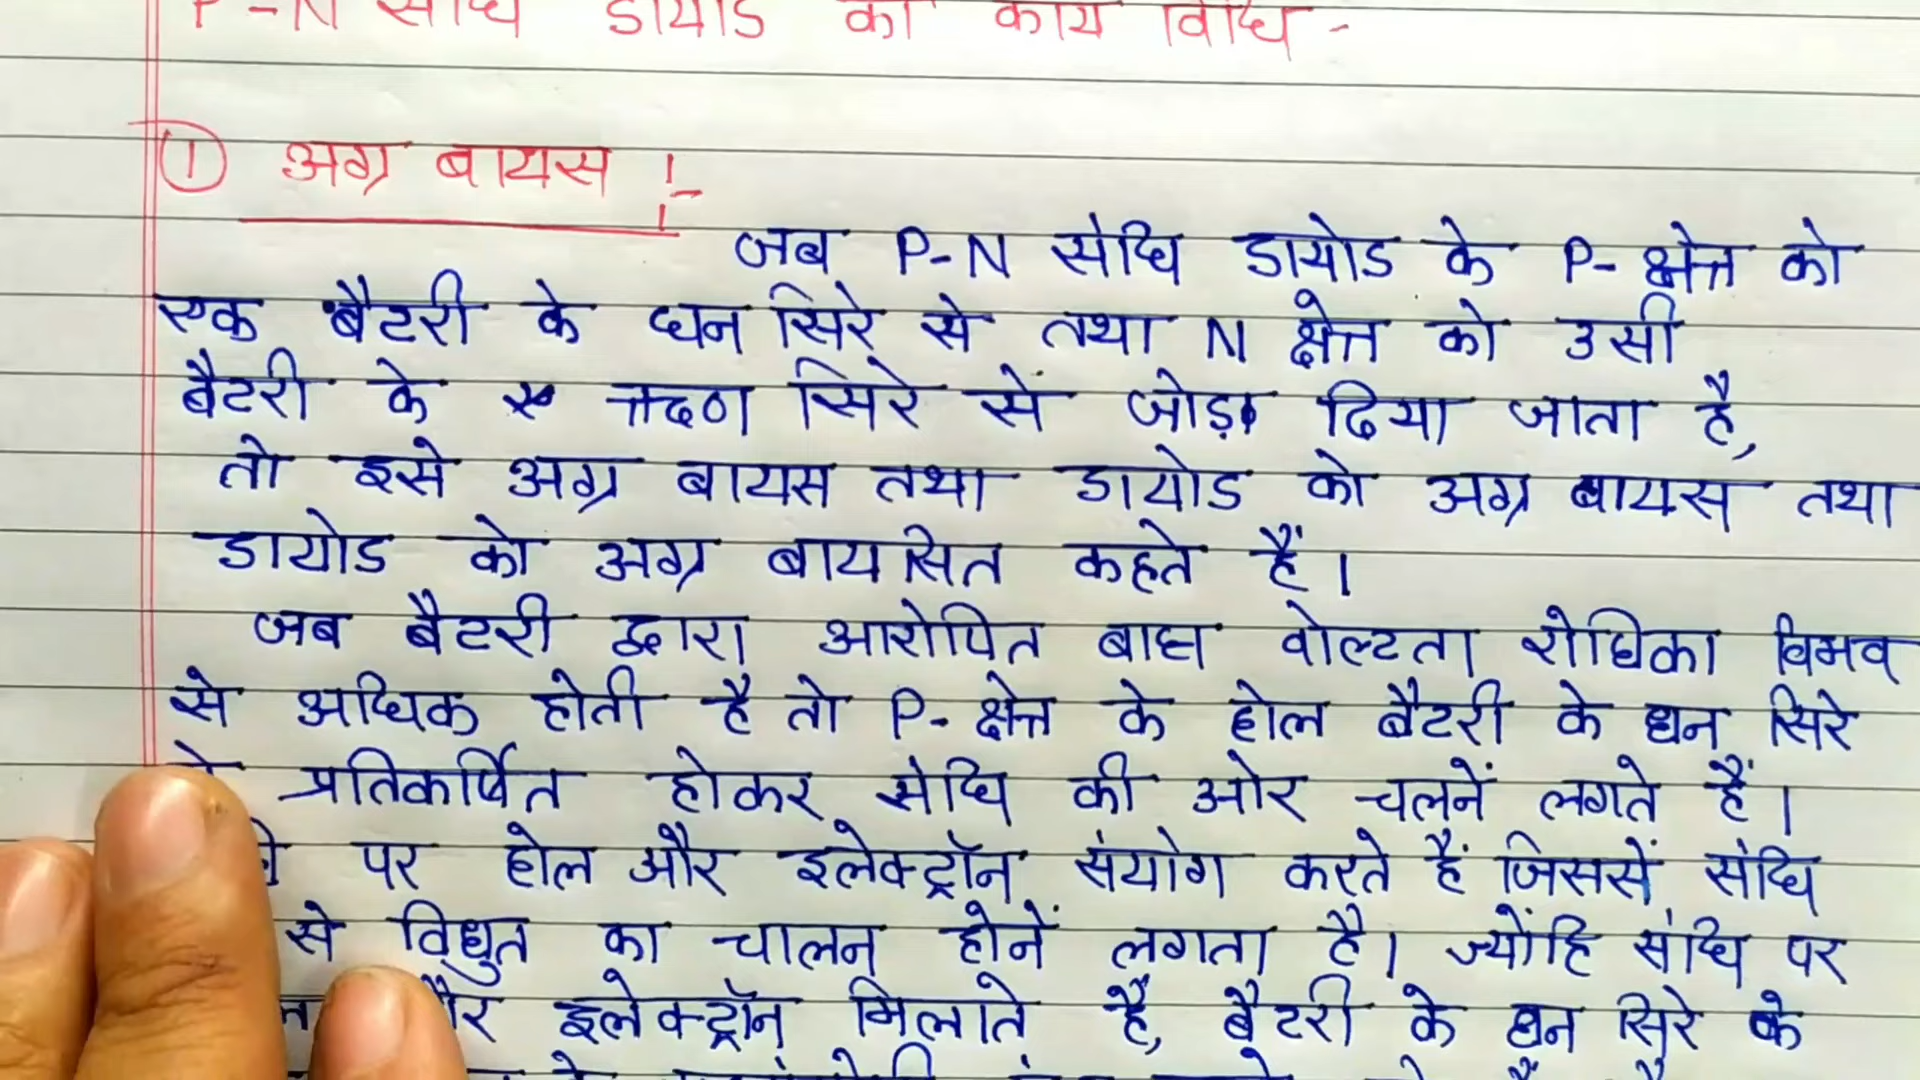 P-N संधि डायोड की कार्य विधि -
① अग्र बायस :-
जब P-N संधि डायोड के P- क्षेत्र को
एक बैटरी के धन सिरे से तथा N क्षेत्र को उसी
बैटरी के ऋण सिरे सें जोड़ दिया जाता है,
तो इसे अग्र बायस तथा डायोड को अग्र बायस तथा
डायोड को अग्र बायसित कहते हैं।
जब बैटरी द्वारा आरोपित बाह्य वोल्टता रोधिका विभव
से अधिक होती है तो P- क्षेत्र के होल बैटरी के धन सिरे
प्रतिकर्षित होकर संधि की ओर चलनें लगते हैं।
पर होल और इलेक्ट्रॉन संयोग करते हैं जिससें संधि
से विधुत का चालन होनें लगता है। ज्योंहि संधि पर
इलेक्ट्रॉन मिलाते है, बैटरी के धन सिरे के